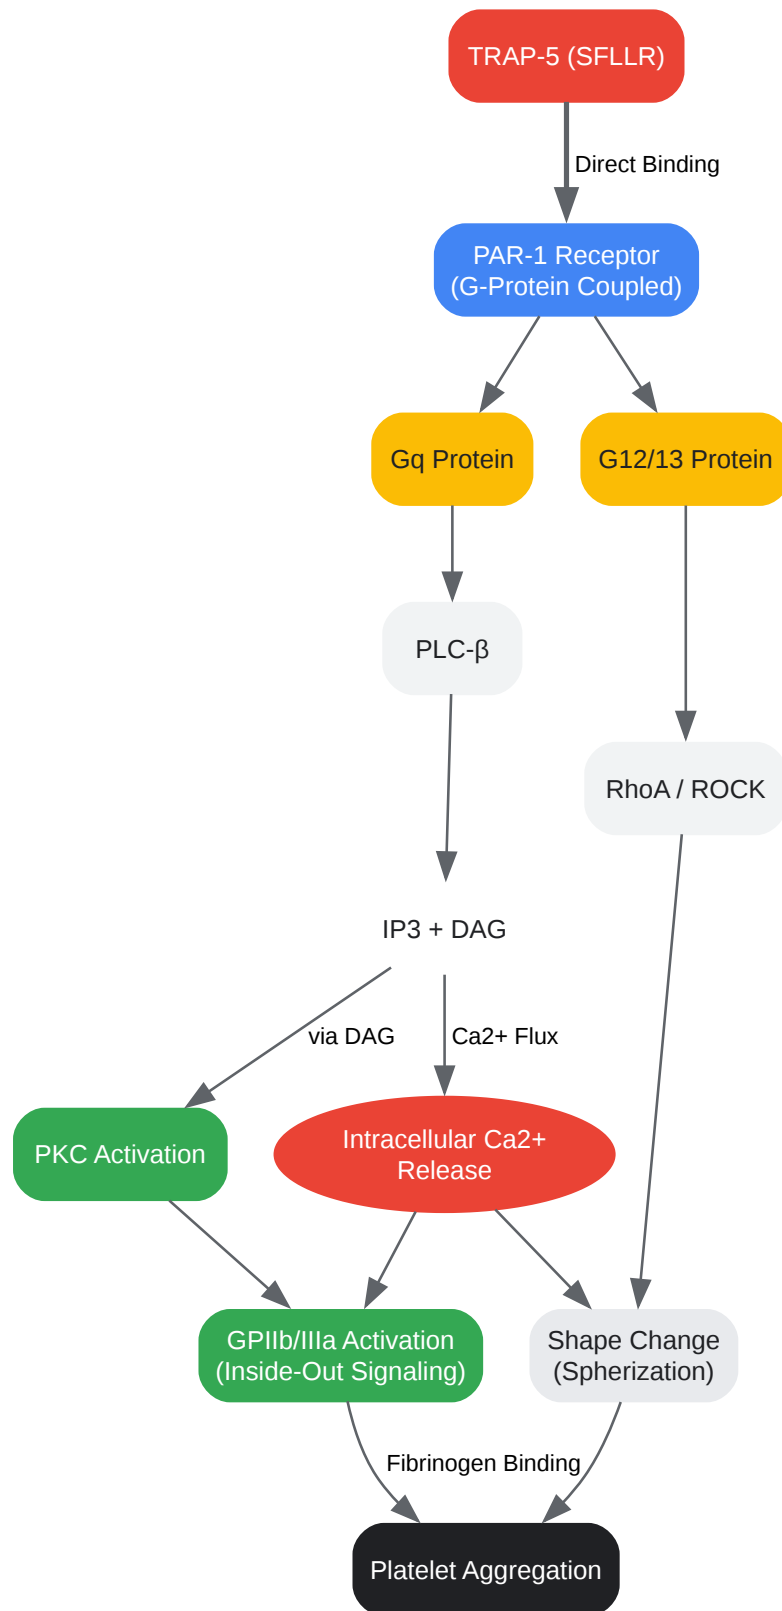 TRAP-5 (SFLLR)
Direct Binding
PAR-1 Receptor
(G-Protein Coupled)
Gq Protein
G12/13 Protein
PLC-β
RhoA / ROCK
IP3 + DAG
via DAG
Ca2+ Flux
PKC Activation
Intracellular Ca2+
Release
GPIIb/IIIa Activation
(Inside-Out Signaling)
Shape Change
(Spherization)
Fibrinogen Binding
Platelet Aggregation